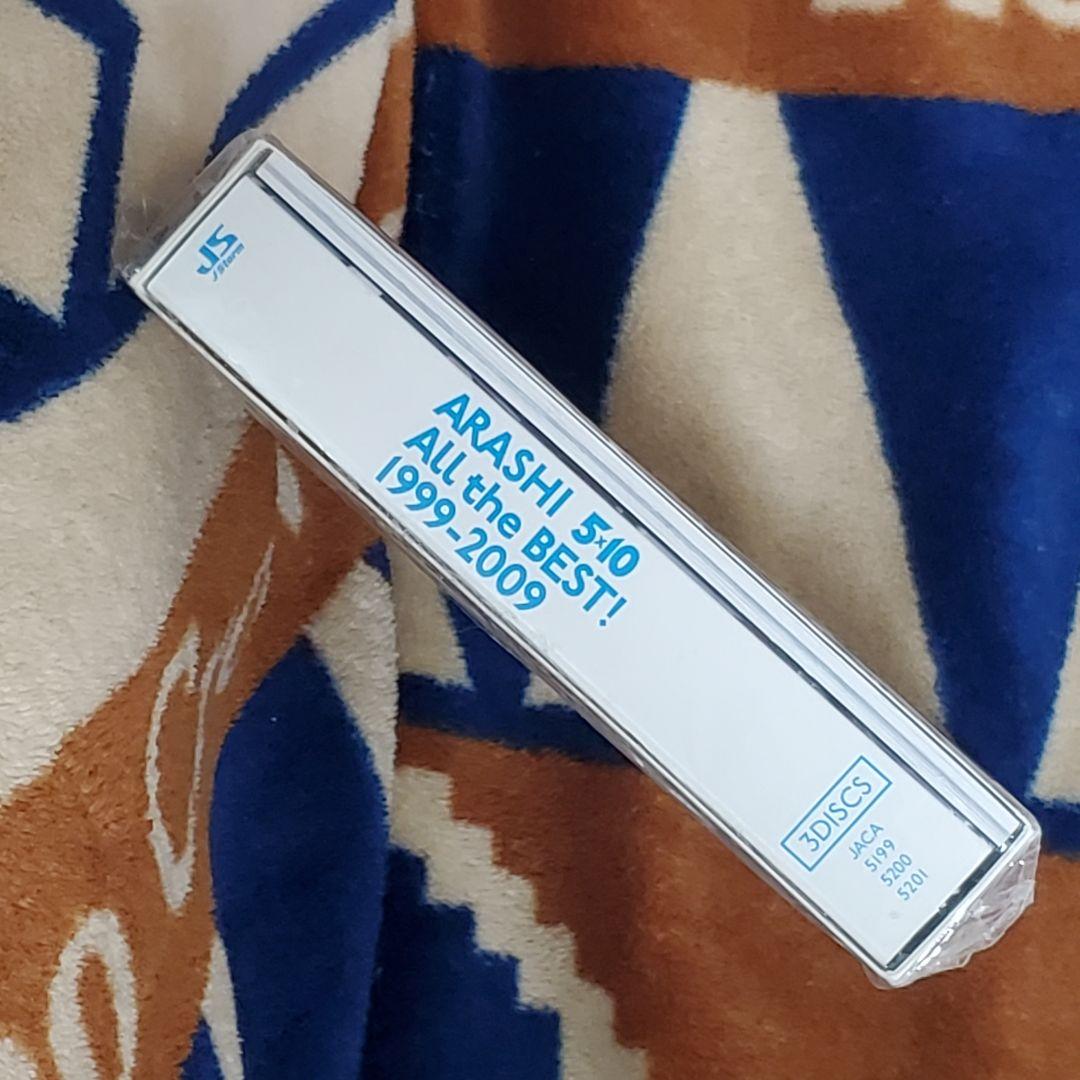 JS
J Storm
ARASHI 5×10
All the BEST!
1999-2009
3DISCS
JACA
5199
5200
5201